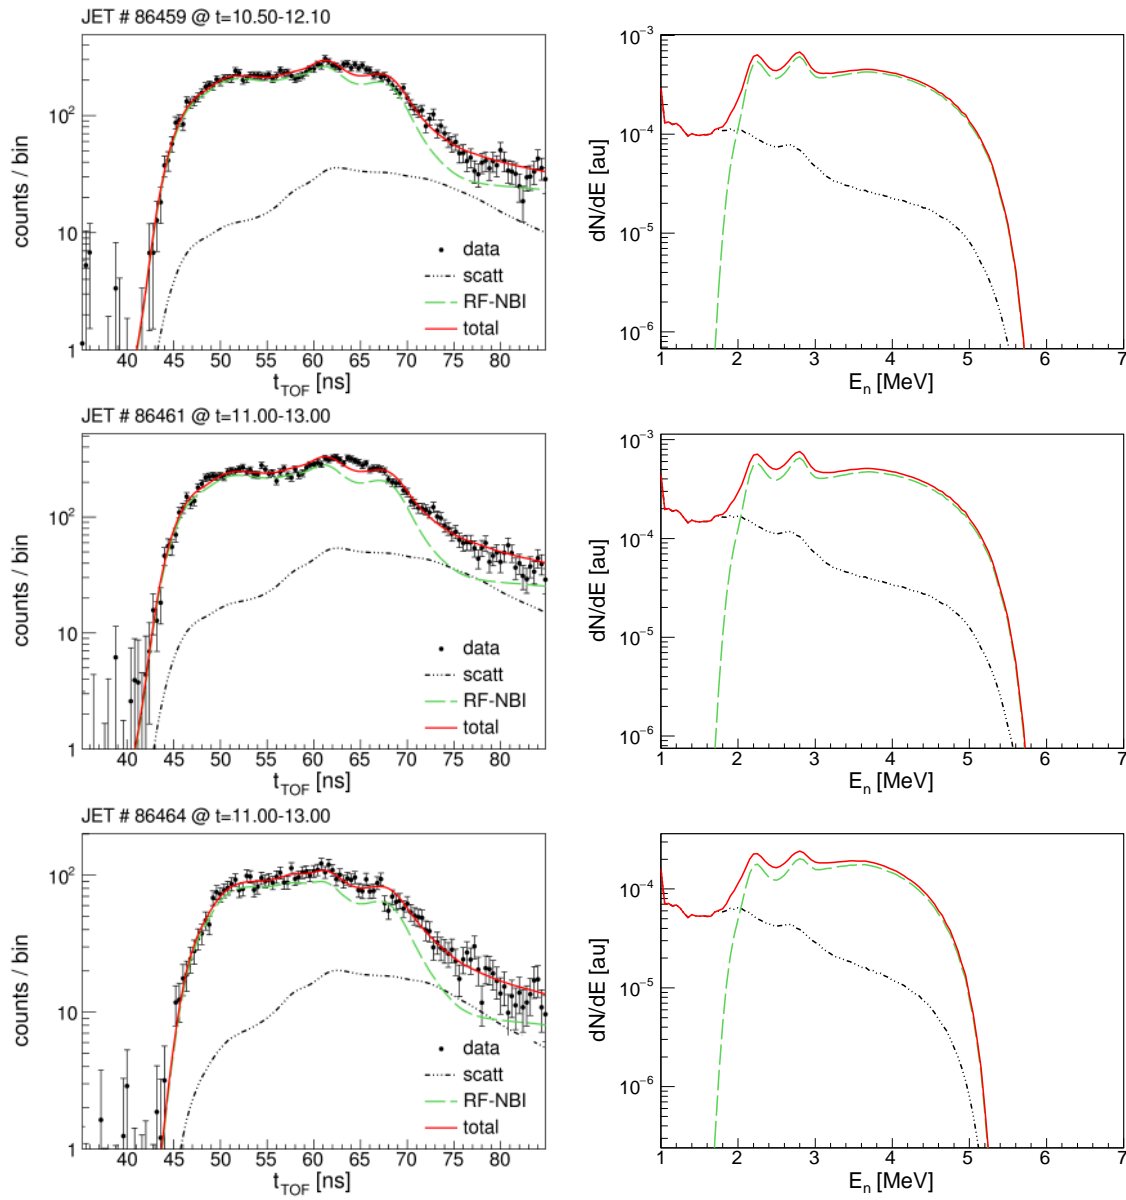 JET # 86459 @ t=10.50-12.10
counts / bin
10²
10
1
data
scatt
RF-NBI
total
40 45 50 55 60 65 70 75 80
t_TOF [ns]
dN/dE [au]
10⁻³
10⁻⁴
10⁻⁵
10⁻⁶
1 2 3 4 5 6 7
E_n [MeV]
JET # 86461 @ t=11.00-13.00
counts / bin
10²
10
1
data
scatt
RF-NBI
total
40 45 50 55 60 65 70 75 80
t_TOF [ns]
dN/dE [au]
10⁻³
10⁻⁴
10⁻⁵
10⁻⁶
1 2 3 4 5 6 7
E_n [MeV]
JET # 86464 @ t=11.00-13.00
counts / bin
10²
10
1
data
scatt
RF-NBI
total
40 45 50 55 60 65 70 75 80
t_TOF [ns]
dN/dE [au]
10⁻⁴
10⁻⁵
10⁻⁶
1 2 3 4 5 6 7
E_n [MeV]